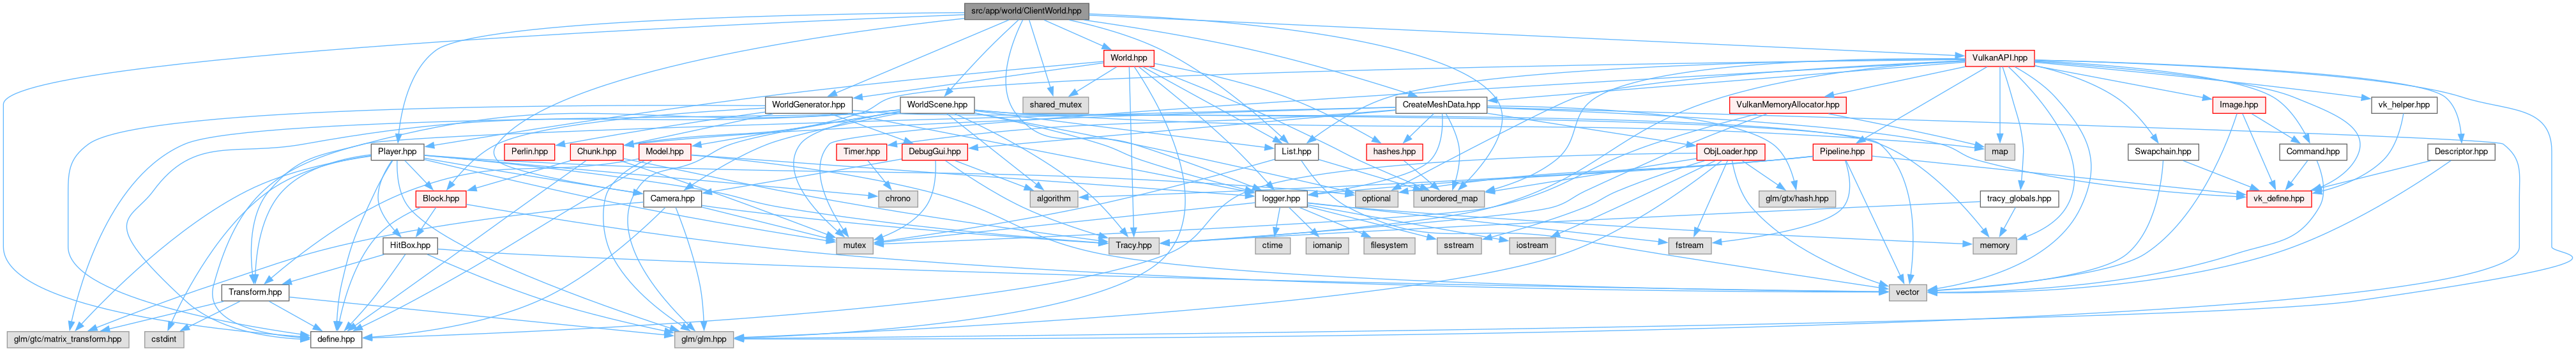 src/app/world/ClientWorld.hpp
World.hpp
VulkanAPI.hpp
WorldGenerator.hpp
WorldScene.hpp
shared_mutex
CreateMeshData.hpp
VulkanMemoryAllocator.hpp
Image.hpp
vk_helper.hpp
Player.hpp
Perlin.hpp
Chunk.hpp
Model.hpp
Timer.hpp
DebugGui.hpp
List.hpp
hashes.hpp
ObjLoader.hpp
Pipeline.hpp
map
Swapchain.hpp
Command.hpp
Descriptor.hpp
Block.hpp
Camera.hpp
chrono
algorithm
logger.hpp
optional
unordered_map
glm/gtx/hash.hpp
tracy_globals.hpp
vk_define.hpp
HitBox.hpp
mutex
Tracy.hpp
ctime
iomanip
filesystem
sstream
iostream
fstream
memory
Transform.hpp
vector
glm/gtc/matrix_transform.hpp
cstdint
define.hpp
glm/glm.hpp